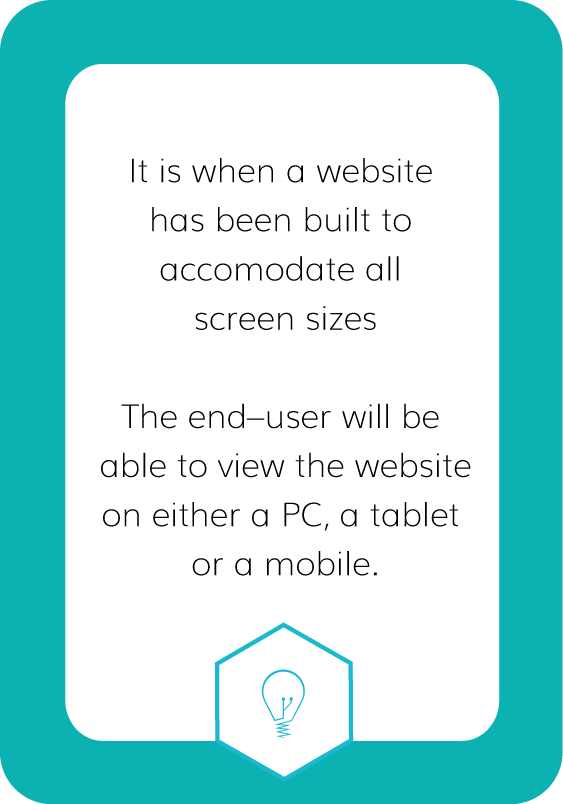 It is when a website
has been built to
accomodate all
screen sizes
The end–user will be
able to view the website
on either a PC, a tablet
or a mobile.